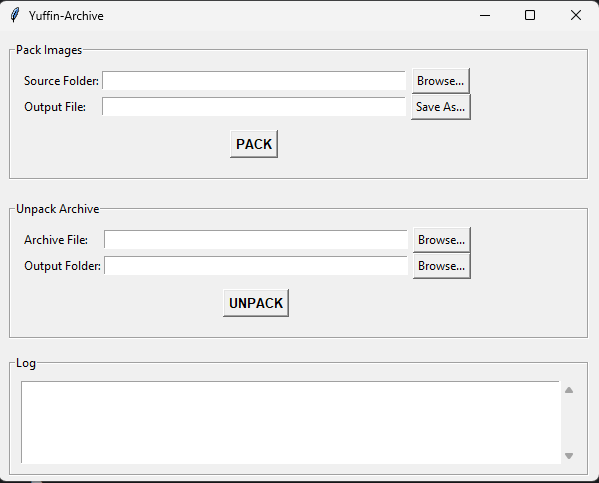 Yuffin-Archive
Pack Images
Source Folder: Browse...
Output File: Save As...
PACK
Unpack Archive
Archive File: Browse...
Output Folder: Browse...
UNPACK
Log